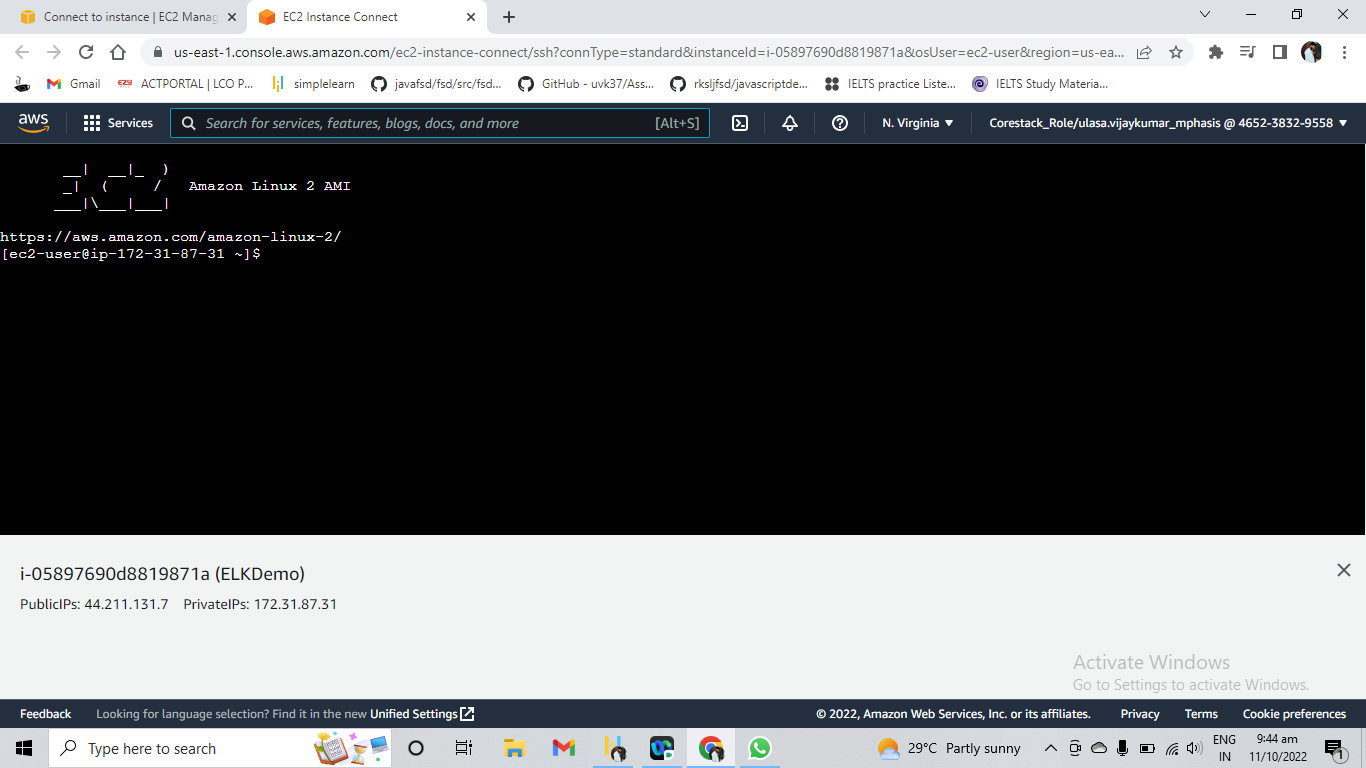 Connect to instance | EC2 Manag
EC2 Instance Connect
us-east-1.console.aws.amazon.com/ec2-instance-connect/ssh?connType=standard&instanceId=i-05897690d8819871a&osUser=ec2-user&region=us-ea...
Gmail
ACTPORTAL | LCO P...
simplelearn
javafsd/fsd/src/fsd...
GitHub - uvk37/Ass...
rksljfsd/javascriptde...
IELTS practice Liste...
IELTS Study Materia...
aws
Services
Search for services, features, blogs, docs, and more
[Alt+S]
N. Virginia
Corestack_Role/ulasa.vijaykumar_mphasis @ 4652-3832-9558
__|  __|_  )
_|  (     /   Amazon Linux 2 AMI
___|\___|___|
https://aws.amazon.com/amazon-linux-2/
[ec2-user@ip-172-31-87-31 ~]$
i-05897690d8819871a (ELKDemo)
PublicIPs: 44.211.131.7 PrivateIPs: 172.31.87.31
Activate Windows
Go to Settings to activate Windows.
Feedback
Looking for language selection? Find it in the new Unified Settings
© 2022, Amazon Web Services, Inc. or its affiliates.
Privacy
Terms
Cookie preferences
Type here to search
29°C Partly sunny
ENG
IN
9:44 am
11/10/2022
1